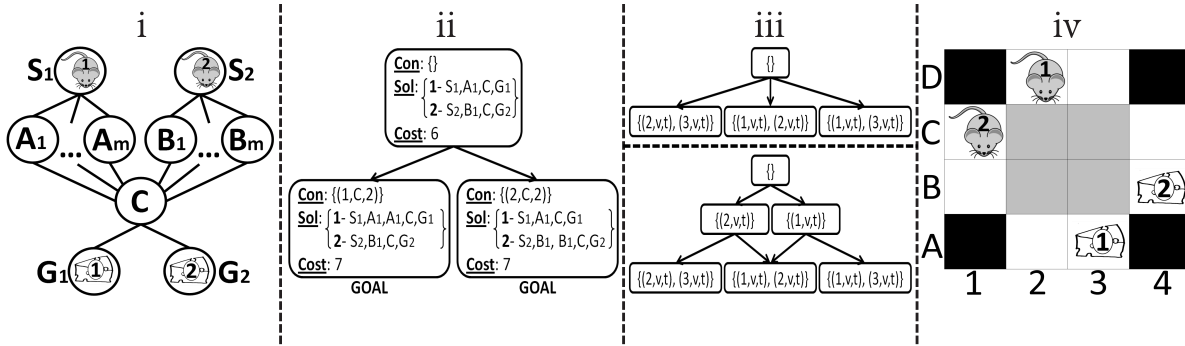 i
S1 1 2 S2
A1 ... Am B1 ... Bm
C
G1 1 2 G2
ii
Con: {}
Sol: { 1- S1,A1,C,G1
2- S2,B1,C,G2 }
Cost: 6
Con: {(1,C,2)}
Sol: { 1- S1,A1,A1,C,G1
2- S2,B1,C,G2 }
Cost: 7
GOAL
Con: {(2,C,2)}
Sol: { 1- S1,A1,C,G1
2- S2,B1, B1,C,G2 }
Cost: 7
GOAL
iii
{}
{(2,v,t), (3,v,t)} {(1,v,t), (2,v,t)} {(1,v,t), (3,v,t)}
{}
{(2,v,t)} {(1,v,t)}
{(2,v,t), (3,v,t)} {(1,v,t), (2,v,t)} {(1,v,t), (3,v,t)}
iv
D 1
C 2
B 2
A 1
1 2 3 4